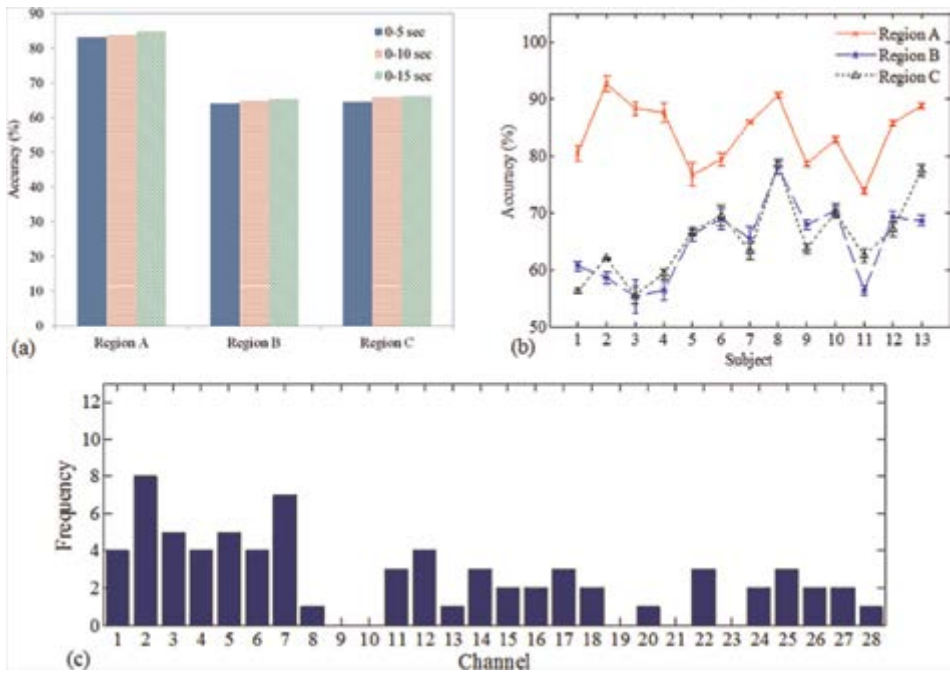 90
80
70
60
50
40
30
20
10
0
Accuracy (%)
0-5 sec
0-10 sec
0-15 sec
Region A Region B Region C
(a)
100
90
80
70
60
50
Accuracy (%)
Region A
Region B
Region C
1 2 3 4 5 6 7 8 9 10 11 12 13
Subject
(b)
12
10
8
6
4
2
0
Frequency
1 2 3 4 5 6 7 8 9 10 11 12 13 14 15 16 17 18 19 20 21 22 23 24 25 26 27 28
Channel
(c)